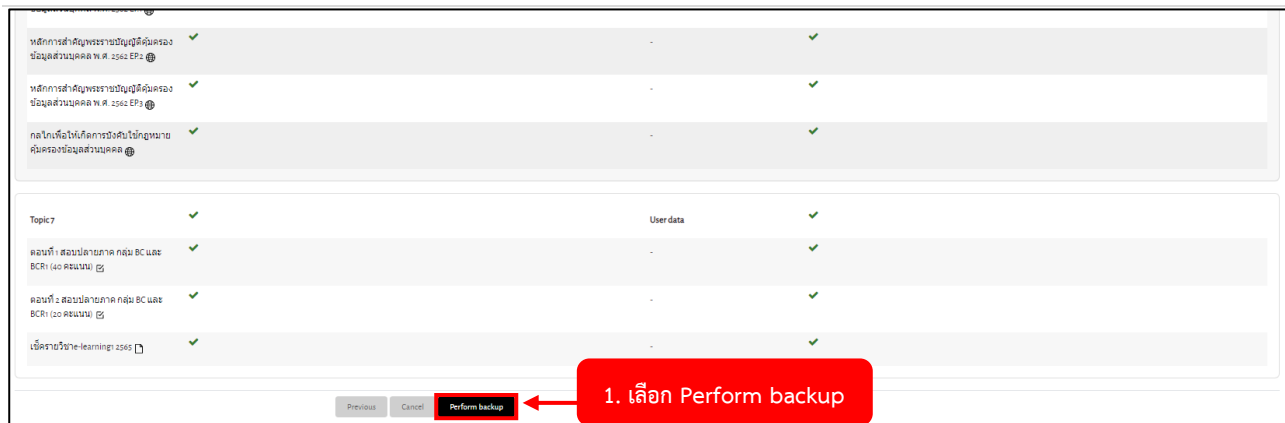 หลักการสำคัญพระราชบัญญัติคุ้มครอง
ข้อมูลส่วนบุคคล พ.ศ. 2562 EP.2
-
หลักการสำคัญพระราชบัญญัติคุ้มครอง
ข้อมูลส่วนบุคคล พ.ศ. 2562 EP.3
-
กลไกเพื่อให้เกิดการบังคับใช้กฎหมาย
คุ้มครองข้อมูลส่วนบุคคล
-
Topic 7 User data
ตอนที่ 1 สอบปลายภาค กลุ่ม BC และ
BCR1 (40 คะแนน)
-
ตอนที่ 2 สอบปลายภาค กลุ่ม BC และ
BCR1 (20 คะแนน)
-
เช็ครายวิชาe-learning1 2565
-
Previous Cancel Perform backup
1. เลือก Perform backup